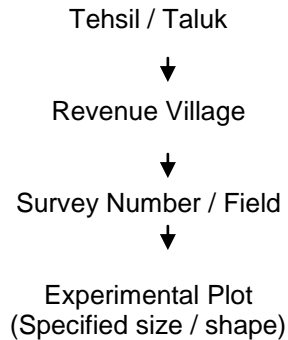 Tehsil / Taluk
Revenue Village
Survey Number / Field
Experimental Plot
(Specified size / shape)